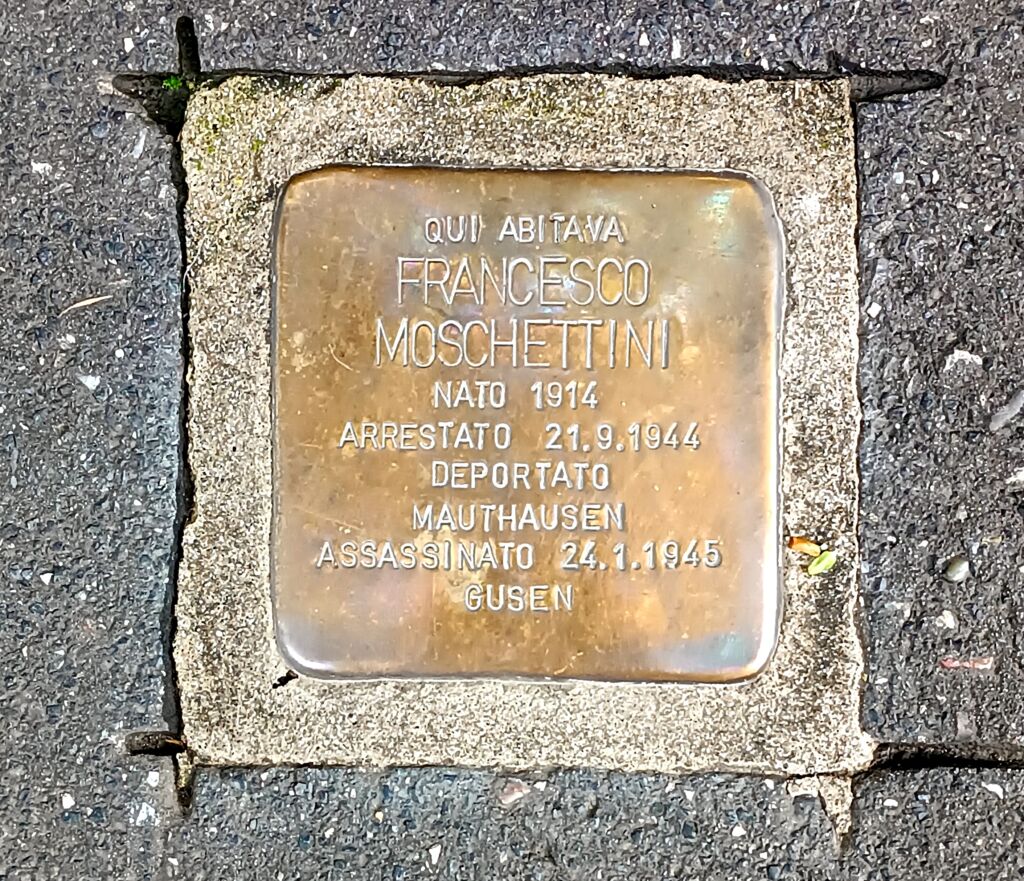 QUI ABITAVA
FRANCESCO
MOSCHETTINI
NATO 1914
ARRESTATO 21.9.1944
DEPORTATO
MAUTHAUSEN
ASSASSINATO 24.1.1945
GUSEN